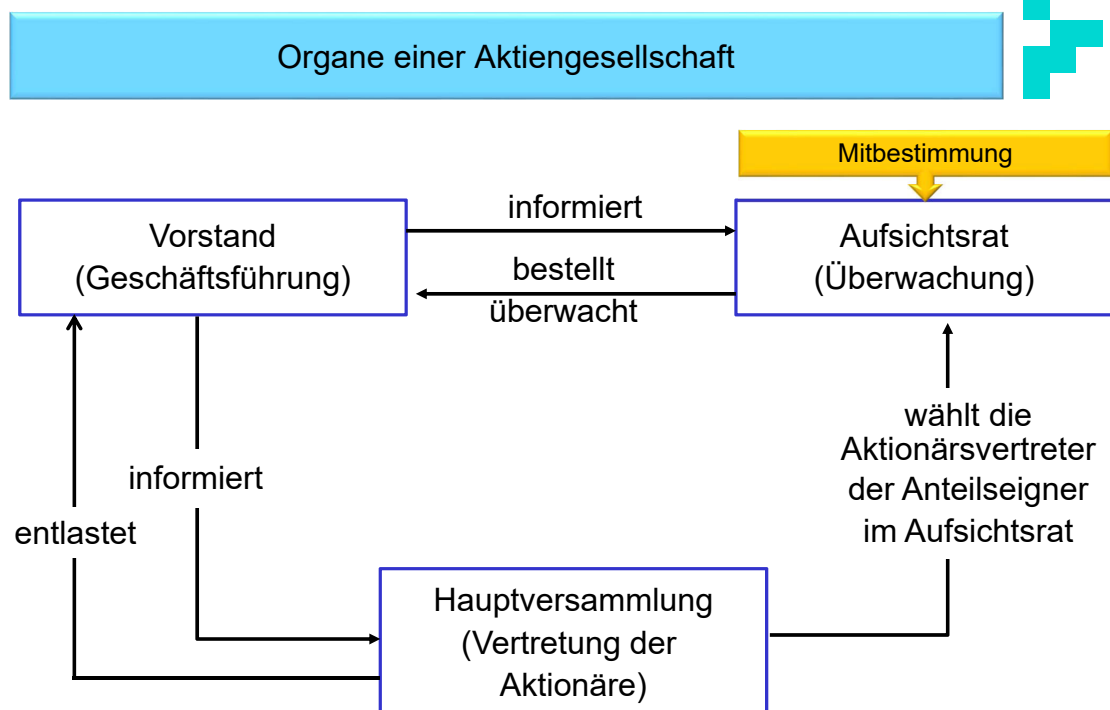 Organe einer Aktiengesellschaft
Mitbestimmung
Vorstand
(Geschäftsführung)
informiert
bestellt
überwacht
Aufsichtsrat
(Überwachung)
informiert
entlastet
wählt die
Aktionärsvertreter
der Anteilseigner
im Aufsichtsrat
Hauptversammlung
(Vertretung der
Aktionäre)